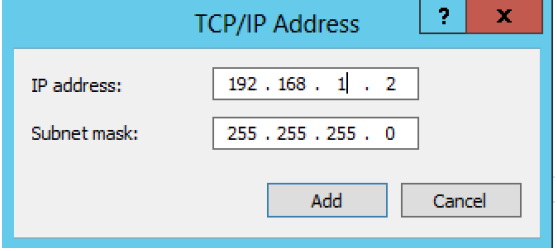 TCP/IP Address ? x
IP address: 192 . 168 . 1 . 2
Subnet mask: 255 . 255 . 255 . 0
Add Cancel